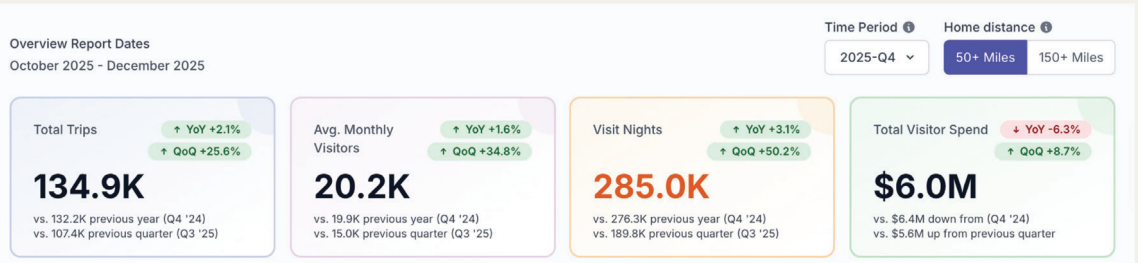 Overview Report Dates
October 2025 - December 2025
Time Period
2025-Q4
Home distance
50+ Miles
150+ Miles
Total Trips
↑ YoY +2.1%
↑ QoQ +25.6%
134.9K
vs. 132.2K previous year (Q4 '24)
vs. 107.4K previous quarter (Q3 '25)
Avg. Monthly
Visitors
↑ YoY +1.6%
↑ QoQ +34.8%
20.2K
vs. 19.9K previous year (Q4 '24)
vs. 15.0K previous quarter (Q3 '25)
Visit Nights
↑ YoY +3.1%
↑ QoQ +50.2%
285.0K
vs. 276.3K previous year (Q4 '24)
vs. 189.8K previous quarter (Q3 '25)
Total Visitor Spend
↓ YoY -6.3%
↑ QoQ +8.7%
$6.0M
vs. $6.4M down from (Q4 '24)
vs. $5.6M up from previous quarter